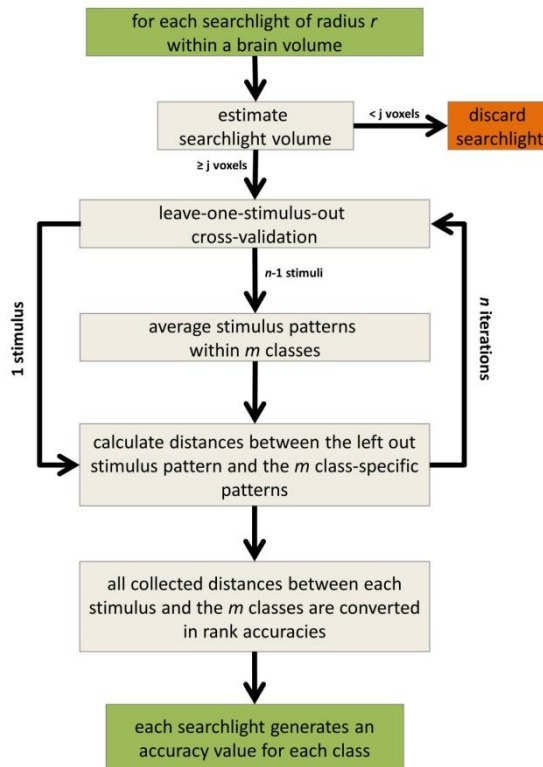 for each searchlight of radius r
within a brain volume
estimate
searchlight volume
< j voxels
discard
searchlight
≥ j voxels
leave-one-stimulus-out
cross-validation
n-1 stimuli
1 stimulus
n iterations
average stimulus patterns
within m classes
calculate distances between the left out
stimulus pattern and the m class-specific
patterns
all collected distances between each
stimulus and the m classes are converted
in rank accuracies
each searchlight generates an
accuracy value for each class